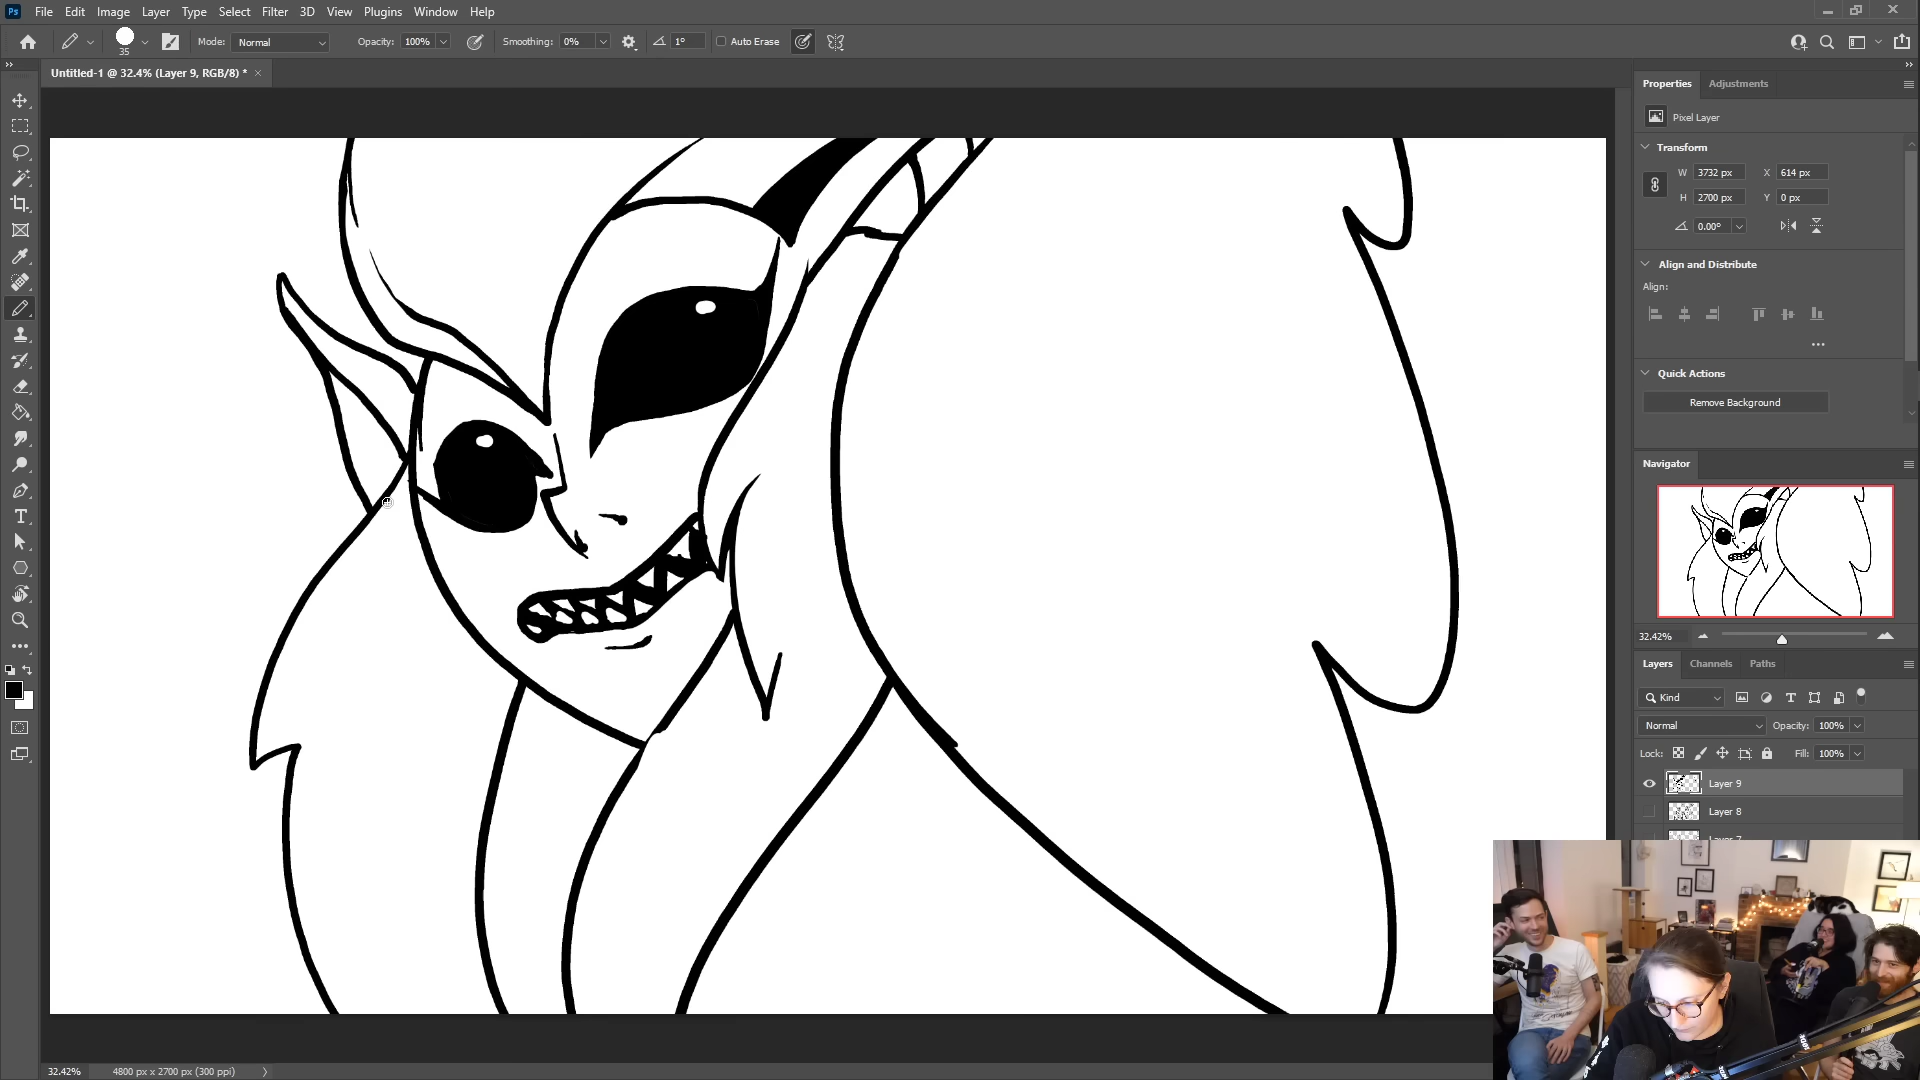 Ps File Edit Image Layer Type Select Filter 3D View Plugins Window Help
35 Mode: Normal Opacity: 100% Smoothing: 0% 1° Auto Erase
Untitled-1 @ 32.4% (Layer 9, RGB/8) *
Properties Adjustments
Pixel Layer
Transform
W 3732 px X 614 px
H 2700 px Y 0 px
0.00°
Align and Distribute
Align:
Quick Actions
Remove Background
Navigator
32.42%
Layers Channels Paths
Kind
Normal Opacity: 100%
Lock: Fill: 100%
Layer 9
Layer 8
Layer 7
32.42% 4800 px x 2700 px (300 ppi)